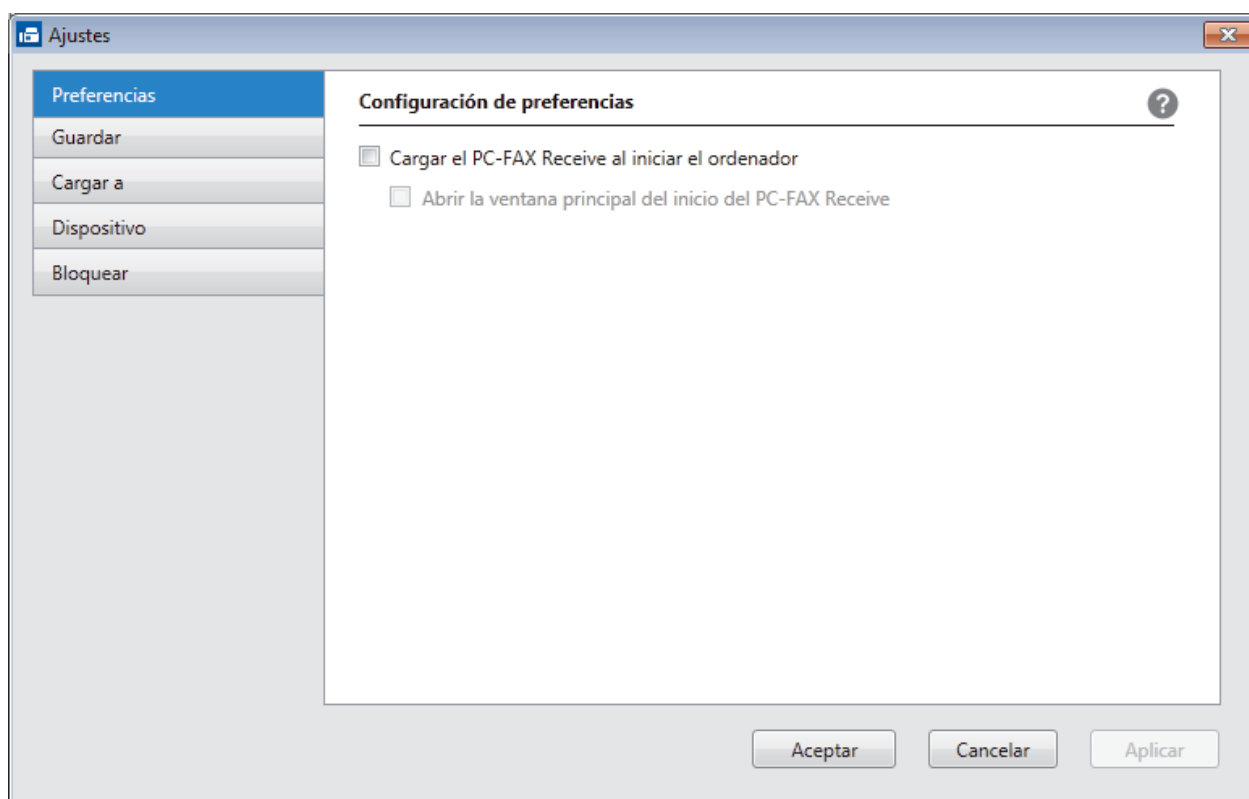 Ajustes
Preferencias
Guardar
Cargar a
Dispositivo
Bloquear
Configuración de preferencias
?
Cargar el PC-FAX Receive al iniciar el ordenador
Abrir la ventana principal del inicio del PC-FAX Receive
Aceptar
Cancelar
Aplicar